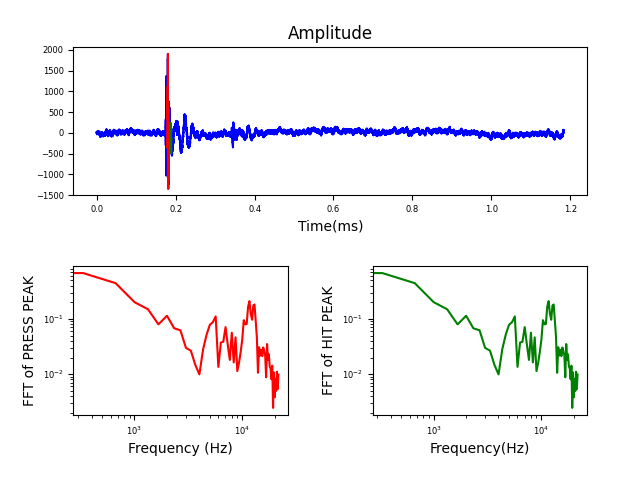 Amplitude
2000
1500
1000
500
0
−500
−1000
−1500
0.0 0.2 0.4 0.6 0.8 1.0 1.2
Time(ms)
FFT of PRESS PEAK
10⁻¹
10⁻²
10³ 10⁴
Frequency (Hz)
FFT of HIT PEAK
10⁻¹
10⁻²
10³ 10⁴
Frequency(Hz)